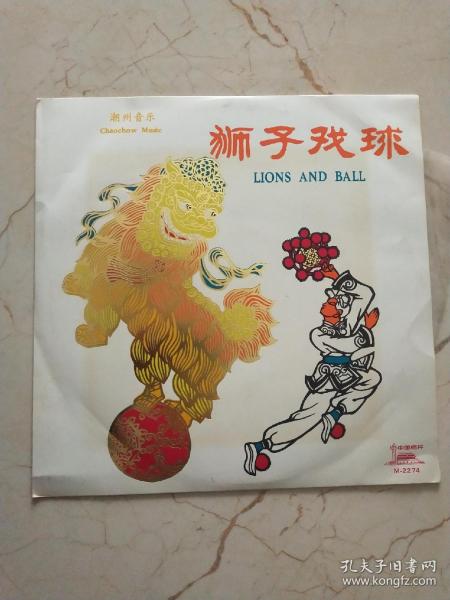 潮州音乐
Chaochow Music
狮子戏球
LIONS AND BALL
中国唱片
M-2274
孔夫子旧书网
www.kongfz.com